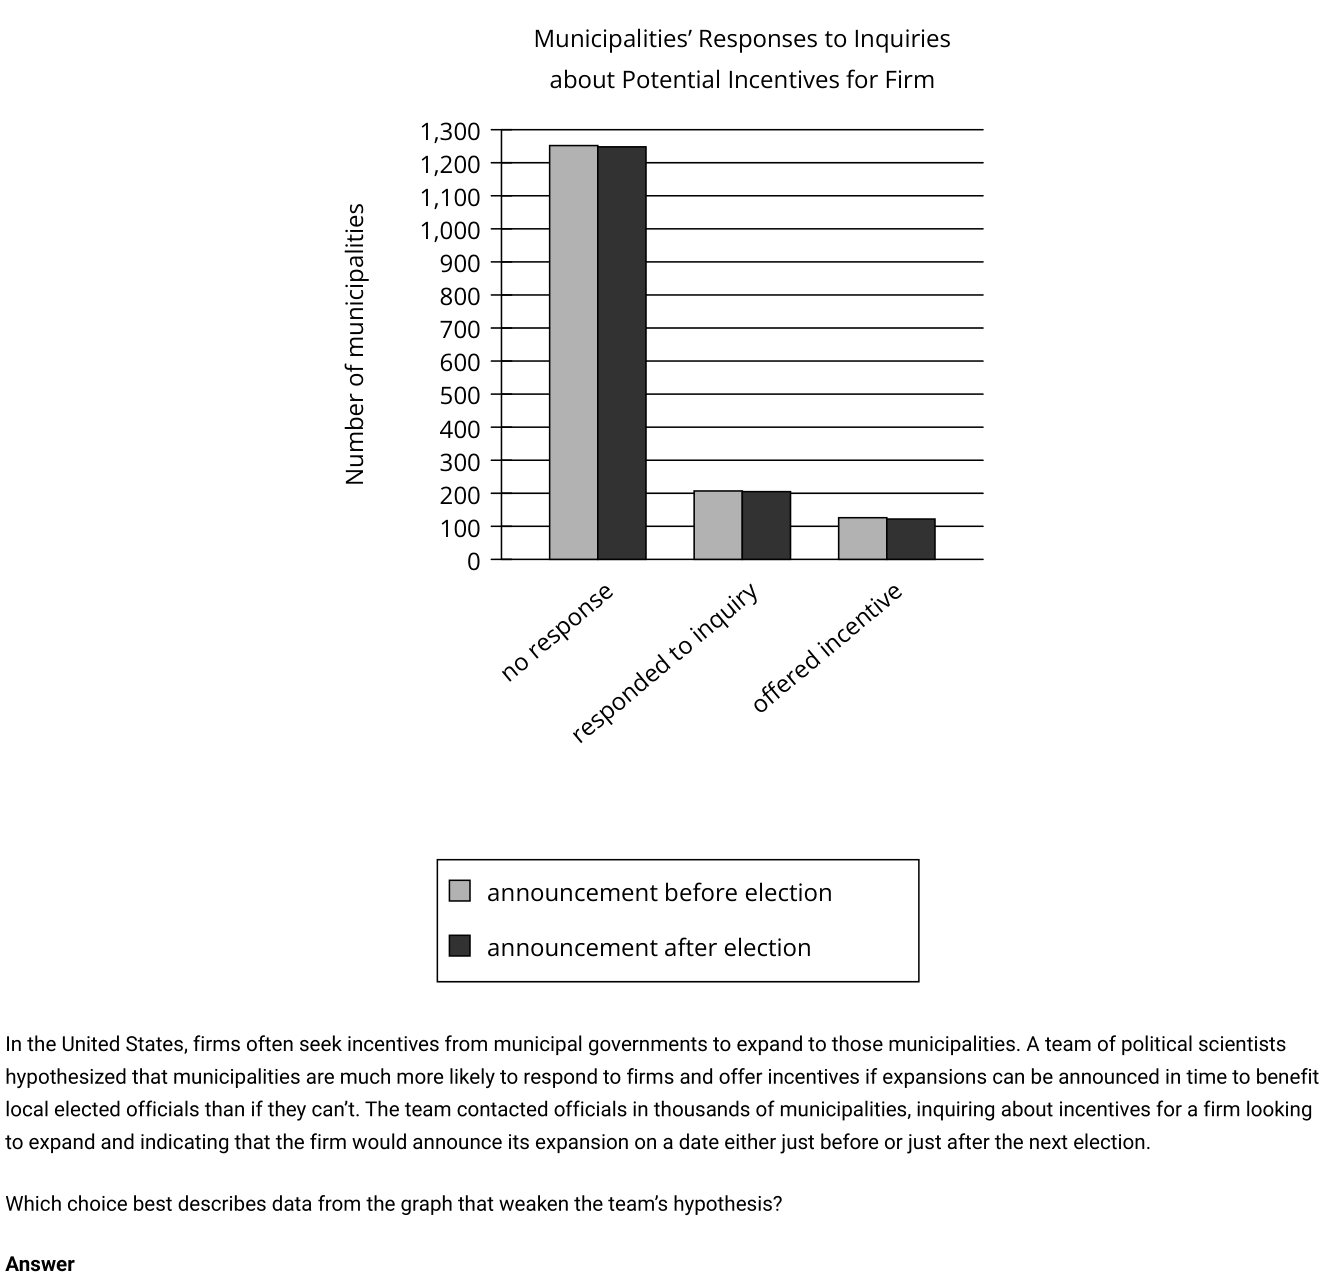 Municipalities’ Responses to Inquiries
about Potential Incentives for Firm
Number of municipalities
1,300
1,200
1,100
1,000
900
800
700
600
500
400
300
200
100
0
no response
responded to inquiry
offered incentive
announcement before election
announcement after election
In the United States, firms often seek incentives from municipal governments to expand to those municipalities. A team of political scientists
hypothesized that municipalities are much more likely to respond to firms and offer incentives if expansions can be announced in time to benefit
local elected officials than if they can’t. The team contacted officials in thousands of municipalities, inquiring about incentives for a firm looking
to expand and indicating that the firm would announce its expansion on a date either just before or just after the next election.
Which choice best describes data from the graph that weaken the team’s hypothesis?
Answer